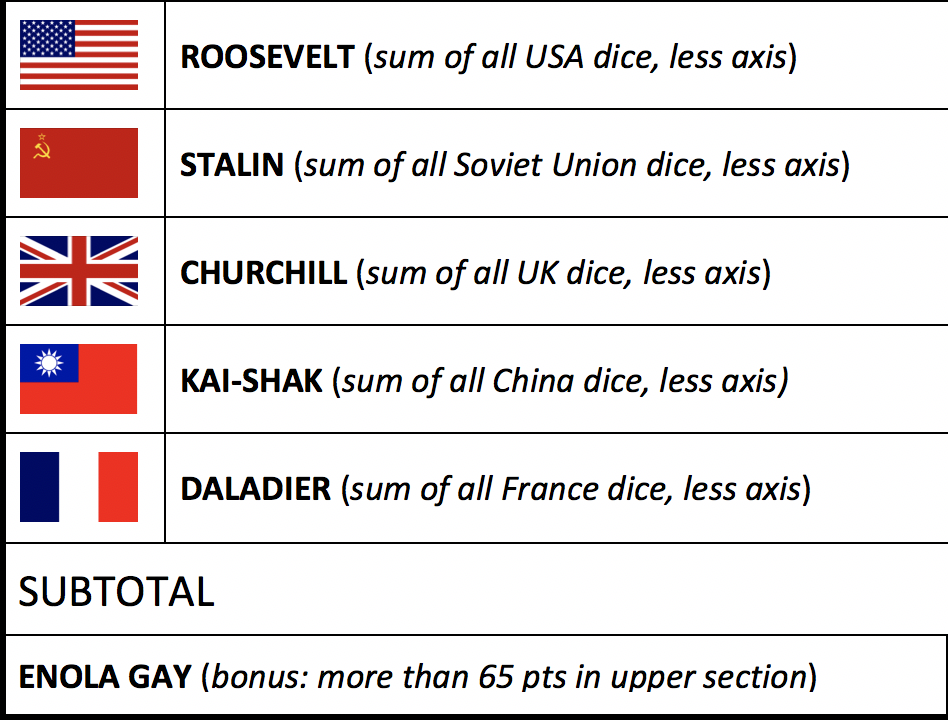 ROOSEVELT (sum of all USA dice, less axis)
STALIN (sum of all Soviet Union dice, less axis)
CHURCHILL (sum of all UK dice, less axis)
KAI-SHAK (sum of all China dice, less axis)
DALADIER (sum of all France dice, less axis)
SUBTOTAL
ENOLA GAY (bonus: more than 65 pts in upper section)